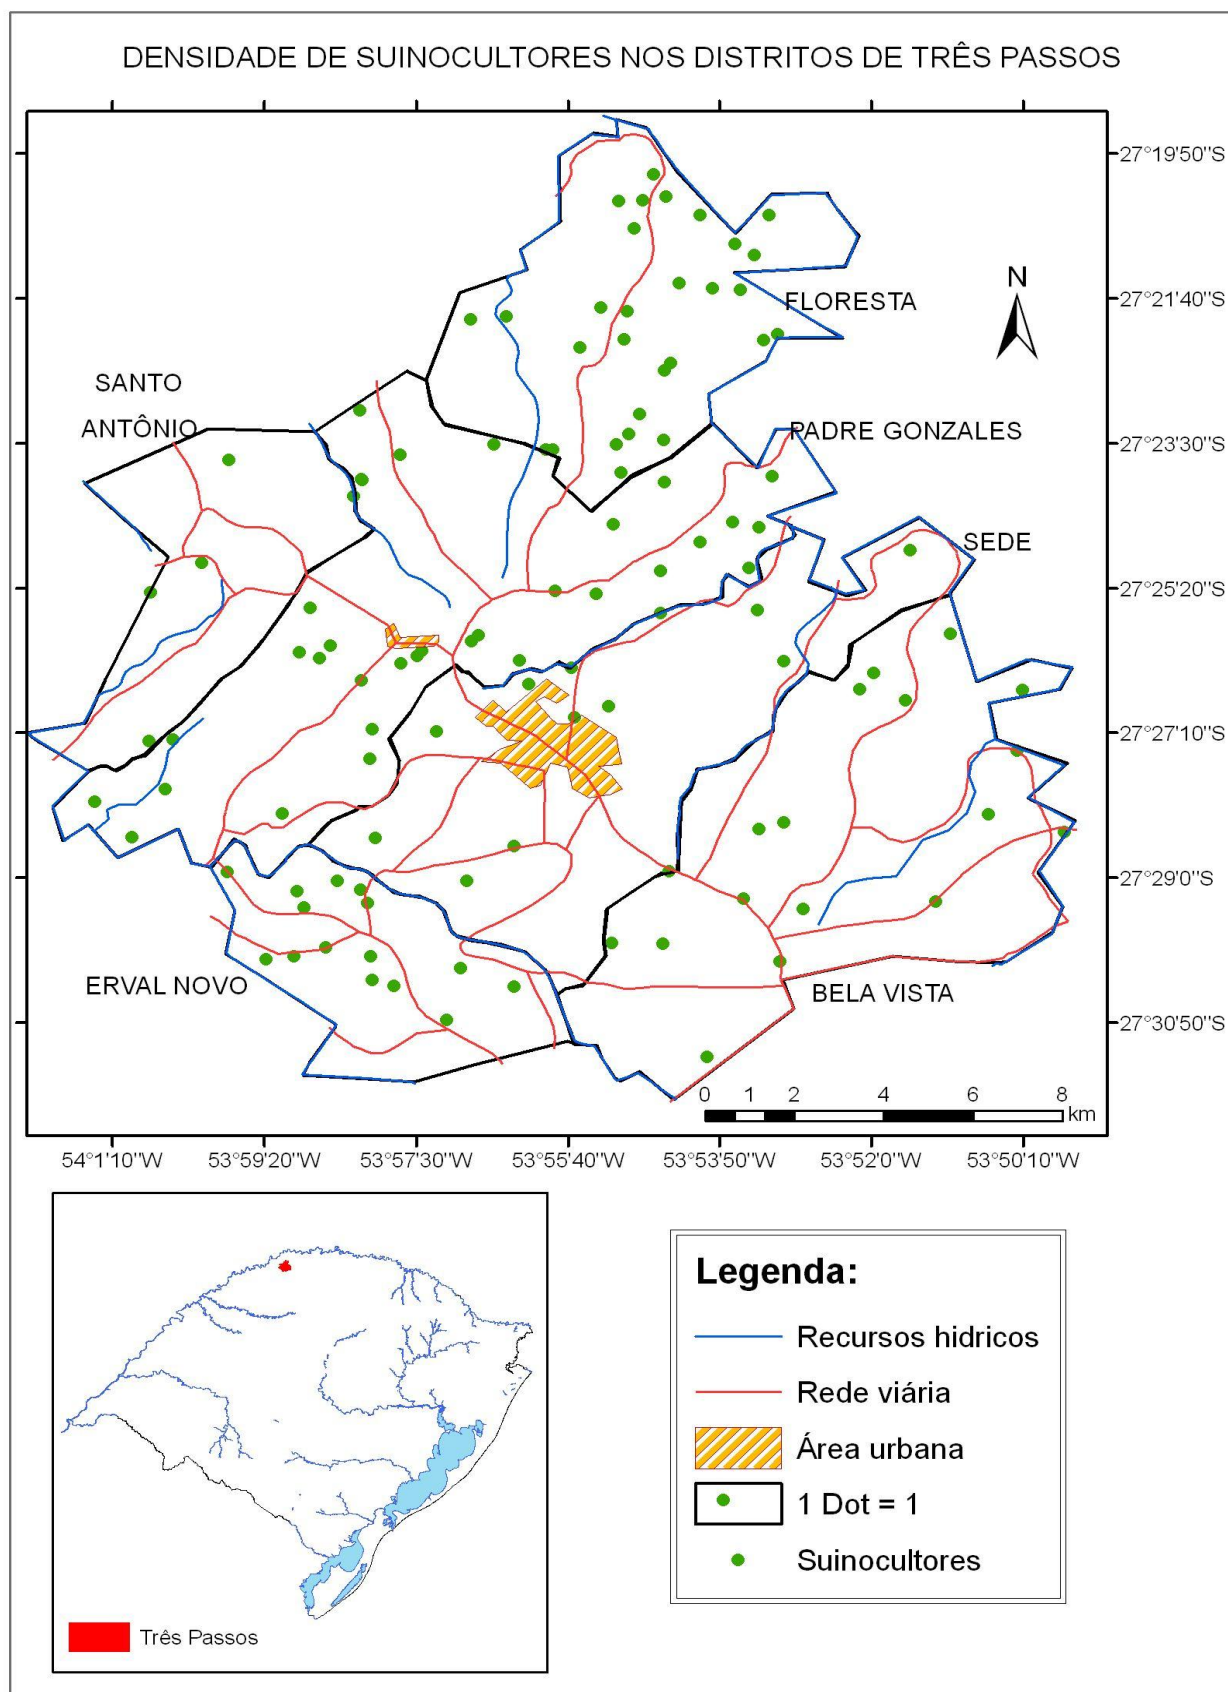 DENSIDADE DE SUINOCULTORES NOS DISTRITOS DE TRÊS PASSOS
27°19'50"S
N
27°21'40"S
FLORESTA
SANTO
ANTÔNIO
PADRE GONZALES
27°23'30"S
SEDE
27°25'20"S
27°27'10"S
27°29'0"S
ERVAL NOVO
BELA VISTA
27°30'50"S
0 1 2 4 6 8
km
54°1'10"W 53°59'20"W 53°57'30"W 53°55'40"W 53°53'50"W 53°52'0"W 53°50'10"W
Legenda:
Recursos hidricos
Rede viária
Área urbana
1 Dot = 1
Suinocultores
Três Passos